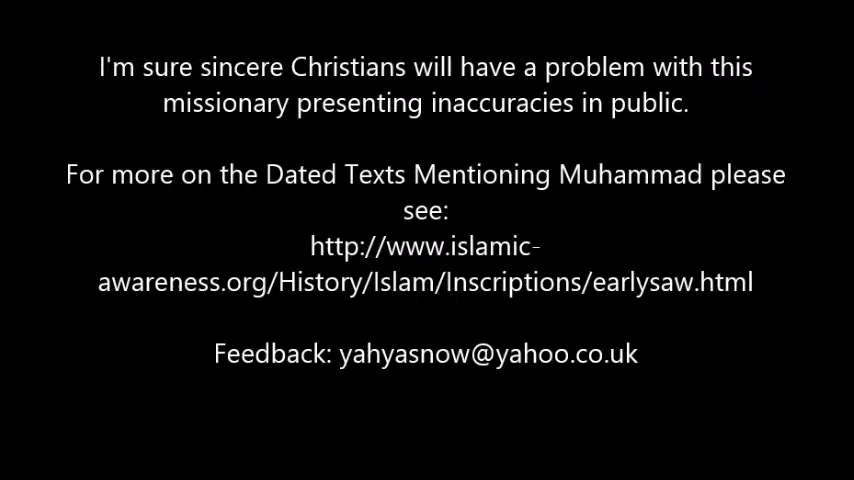 I'm sure sincere Christians will have a problem with this
missionary presenting inaccuracies in public.
For more on the Dated Texts Mentioning Muhammad please
see:
http://www.islamic-
awareness.org/History/Islam/Inscriptions/earlysaw.html
Feedback: yahyasnow@yahoo.co.uk